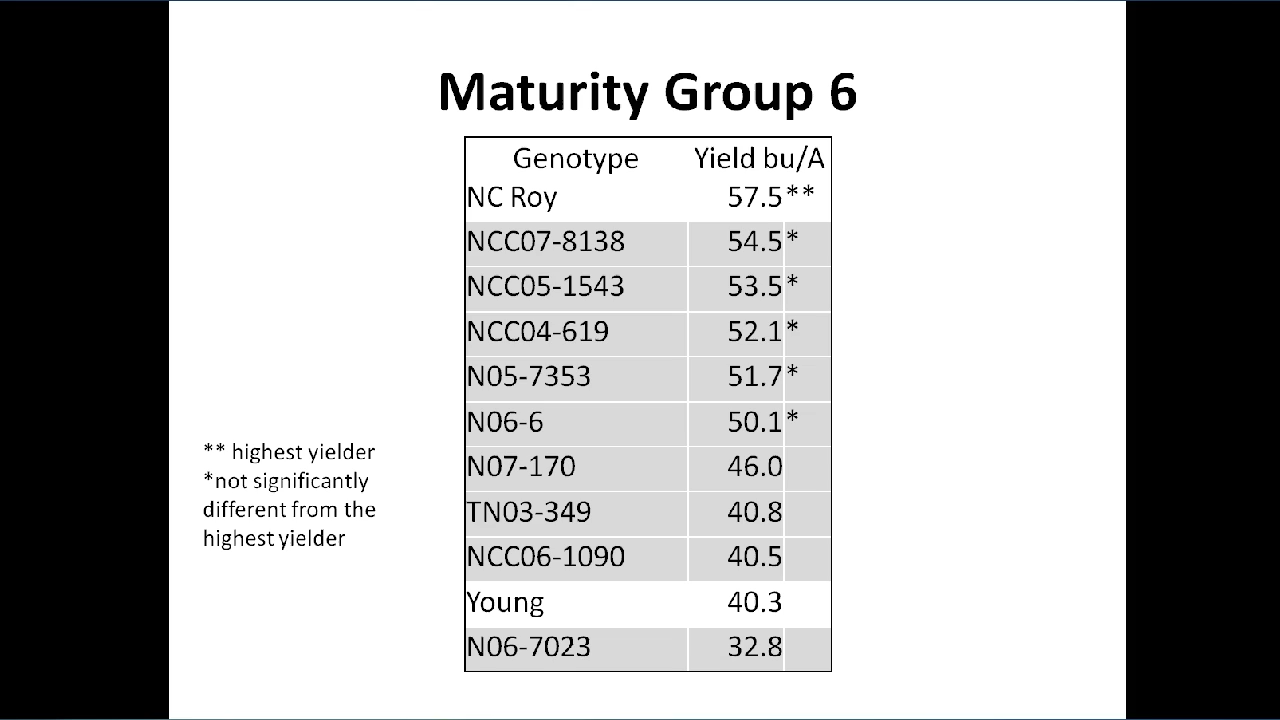 Maturity Group 6
Genotype Yield bu/A
NC Roy 57.5**
NCC07-8138 54.5*
NCC05-1543 53.5*
NCC04-619 52.1*
N05-7353 51.7*
N06-6 50.1*
N07-170 46.0
TN03-349 40.8
NCC06-1090 40.5
Young 40.3
N06-7023 32.8
** highest yielder
*not significantly
different from the
highest yielder